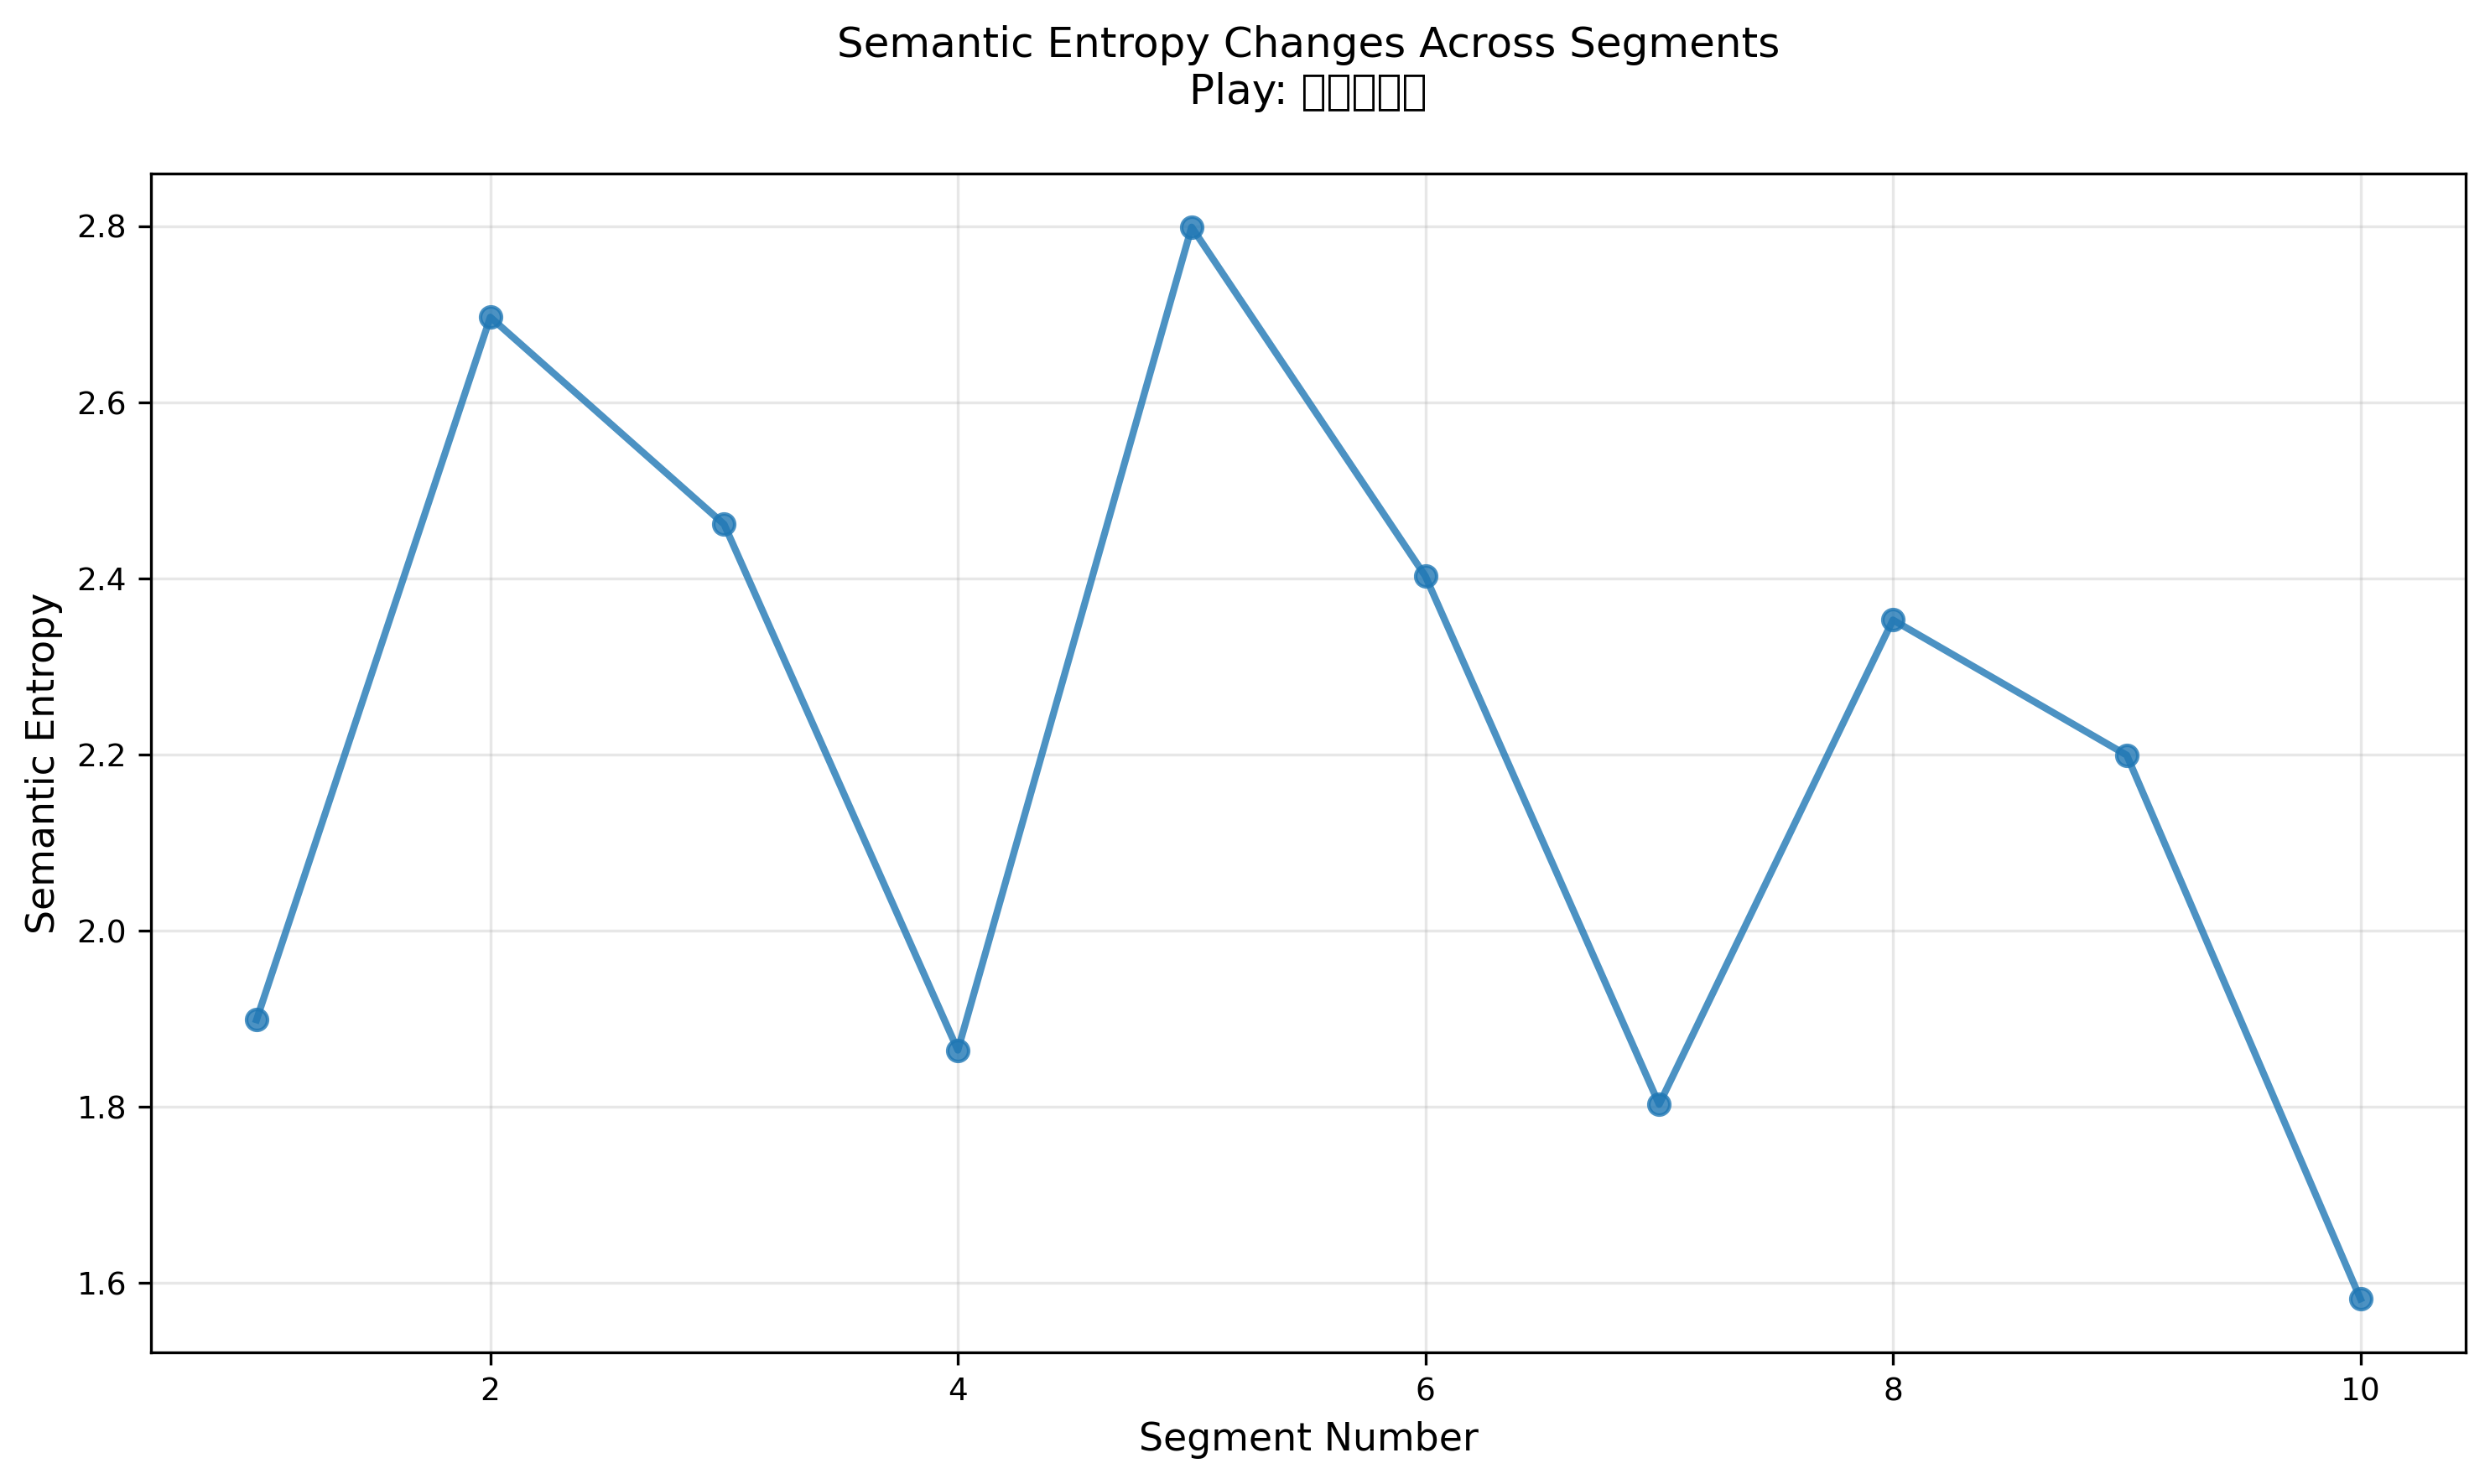 Semantic Entropy Changes Across Segments
Play:
Semantic Entropy
2.8
2.6
2.4
2.2
2.0
1.8
1.6
2 4 6 8 10
Segment Number